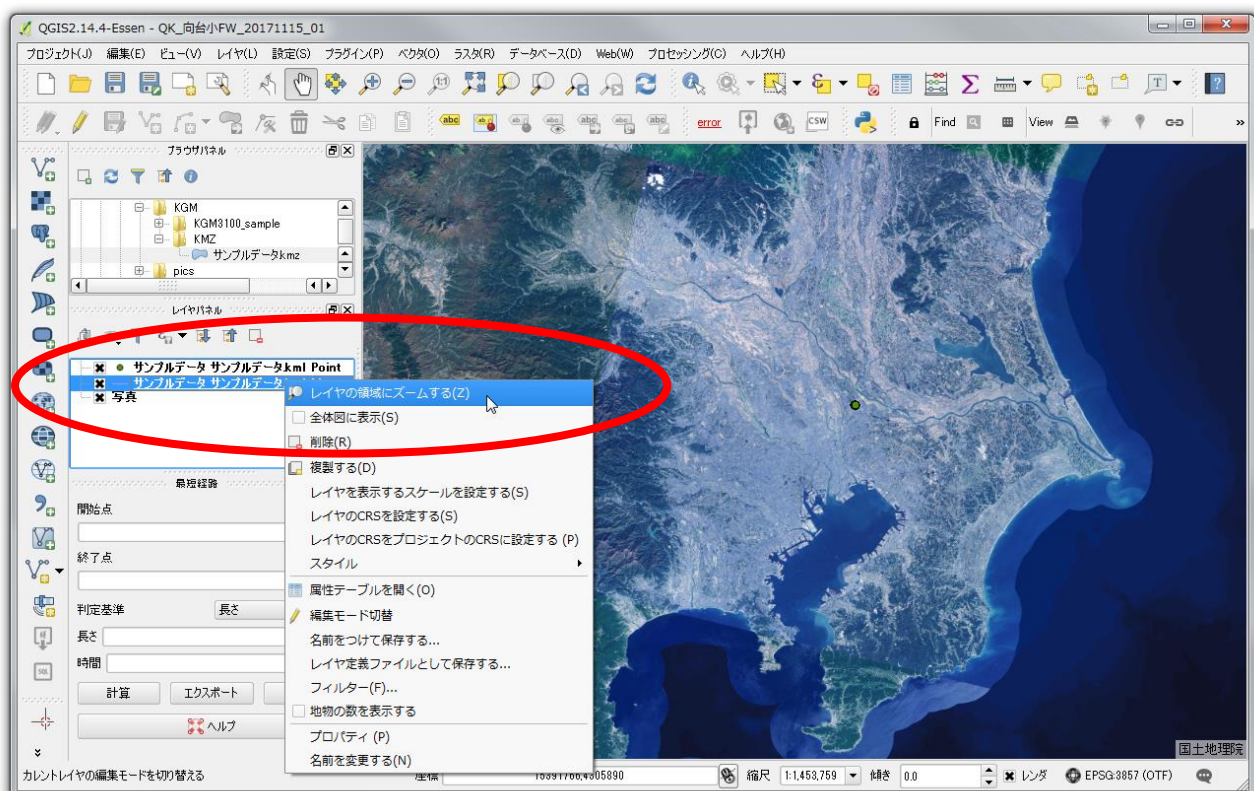 QGIS2.14.4-Essen - QK_向台小FW_20171115_01
プロジェクト(J) 編集(E) ビュー(V) レイヤ(L) 設定(S) プラグイン(P) ベクタ(O) ラスタ(R) データベース(D) Web(W) プロセッシング(C) ヘルプ(H)
error CSW Find View
ブラウザパネル
KGM
KGM3100_sample
KMZ
サンプルデータ.kmz
pics
レイヤパネル
サンプルデータ サンプルデータ.kml Point
サンプルデータ サンプルデータ
写真
レイヤの領域にズームする(Z)
全体図に表示(S)
削除(R)
複製する(D)
レイヤを表示するスケールを設定する(S)
レイヤのCRSを設定する(S)
レイヤのCRSをプロジェクトのCRSに設定する (P)
スタイル
属性テーブルを開く(O)
編集モード切替
名前をつけて保存する...
レイヤ定義ファイルとして保存する...
フィルター(F)...
地物の数を表示する
プロパティ (P)
名前を変更する(N)
最短経路
開始点
終了点
判定基準 長さ
長さ
時間
計算 エクスポート
ヘルプ
国土地理院
カレントレイヤの編集モードを切り替える 座標 15391766,4305890 縮尺 1:1,453,759 傾き 0.0 レンダ EPSG:3857 (OTF)